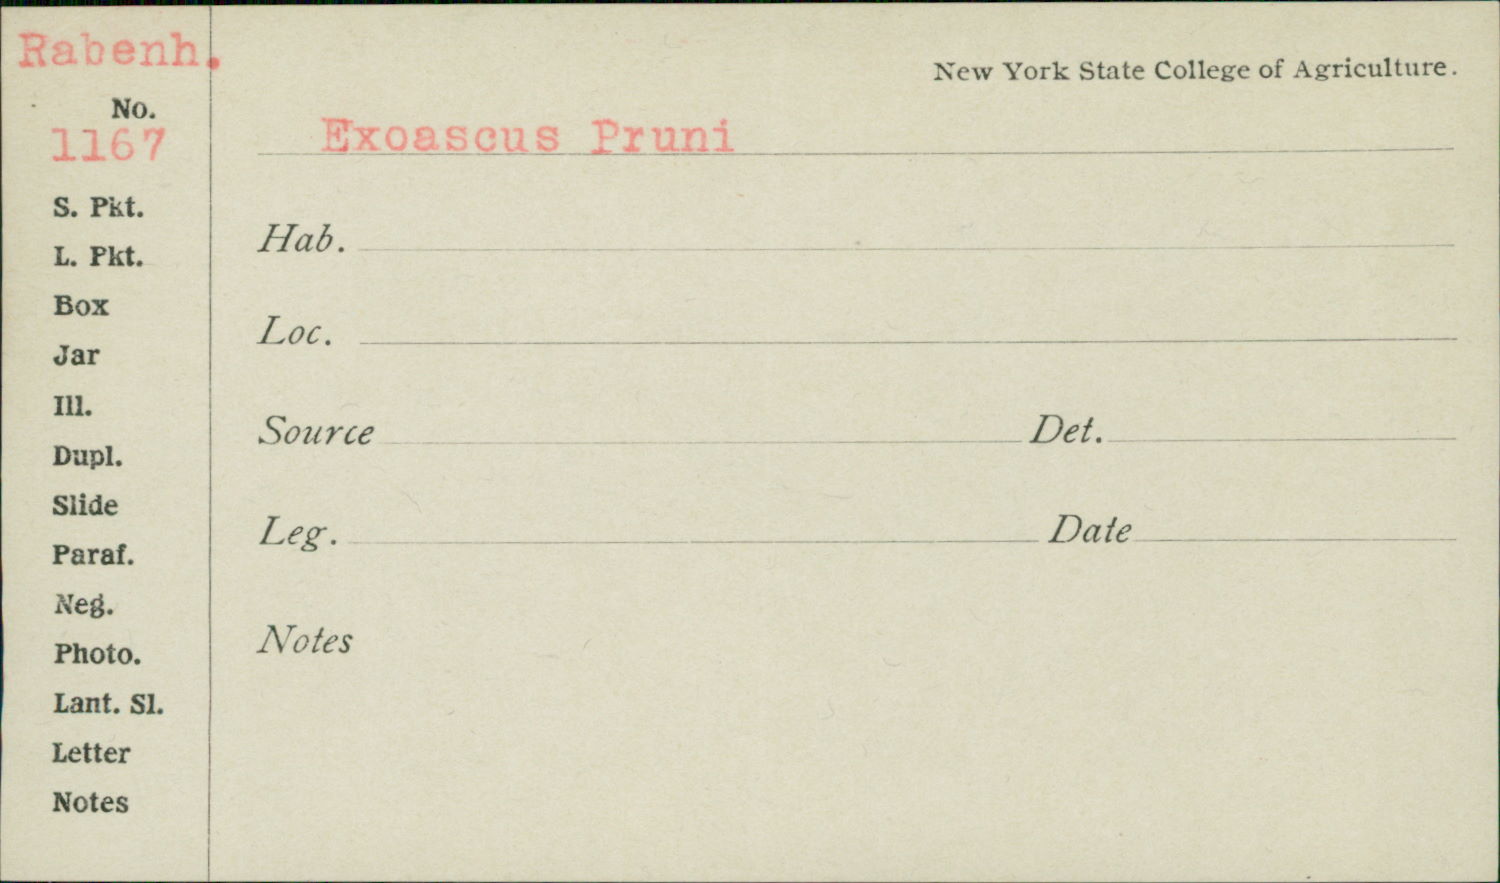 Rabenh.
New York State College of Agriculture.
No.
1167
Exoascus Pruni
S. Pkt.
L. Pkt.
Box
Jar
Ill.
Dupl.
Slide
Paraf.
Neg.
Photo.
Lant. Sl.
Letter
Notes
Hab.
Loc.
Source Det.
Leg. Date
Notes